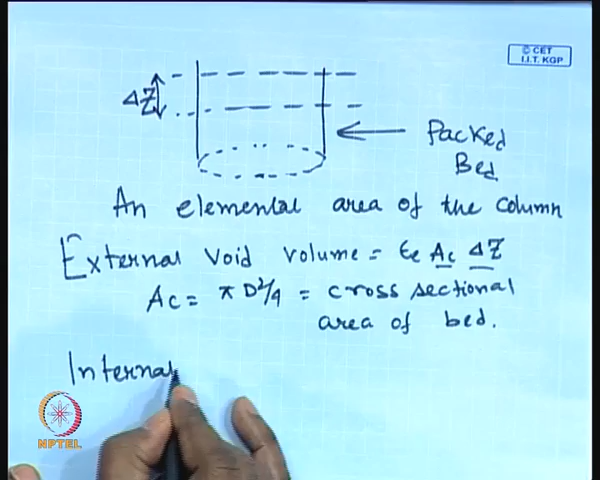 © CET
I.I.T. KGP
ΔZ
Packed
Bed
An elemental area of the column
External void volume = εe Ac ΔZ
Ac = π D²/4 = cross sectional
area of bed.
Internal
NPTEL